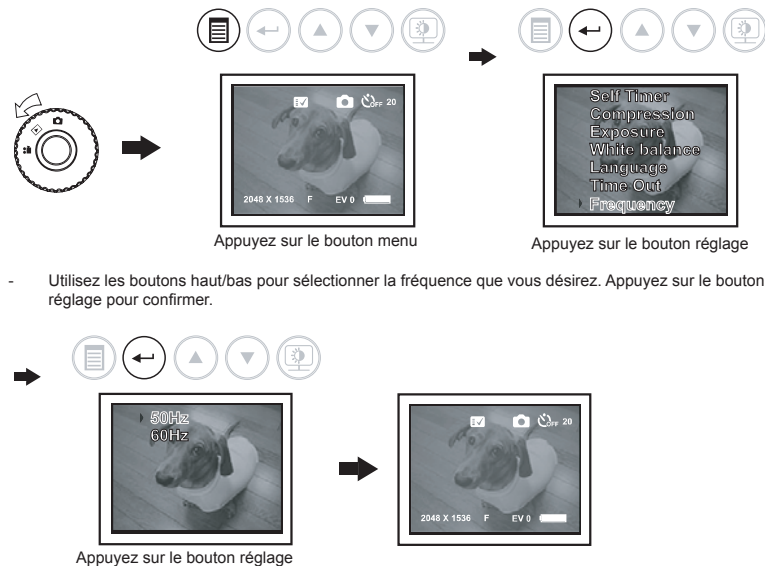 OFF 20
2048 X 1536 F EV 0
Appuyez sur le bouton menu
Self Timer
Compression
Exposure
White balance
Language
Time Out
Frequency
Appuyez sur le bouton réglage
- Utilisez les boutons haut/bas pour sélectionner la fréquence que vous désirez. Appuyez sur le bouton
réglage pour confirmer.
50Hz
60Hz
Appuyez sur le bouton réglage
OFF 20
2048 X 1536 F EV 0